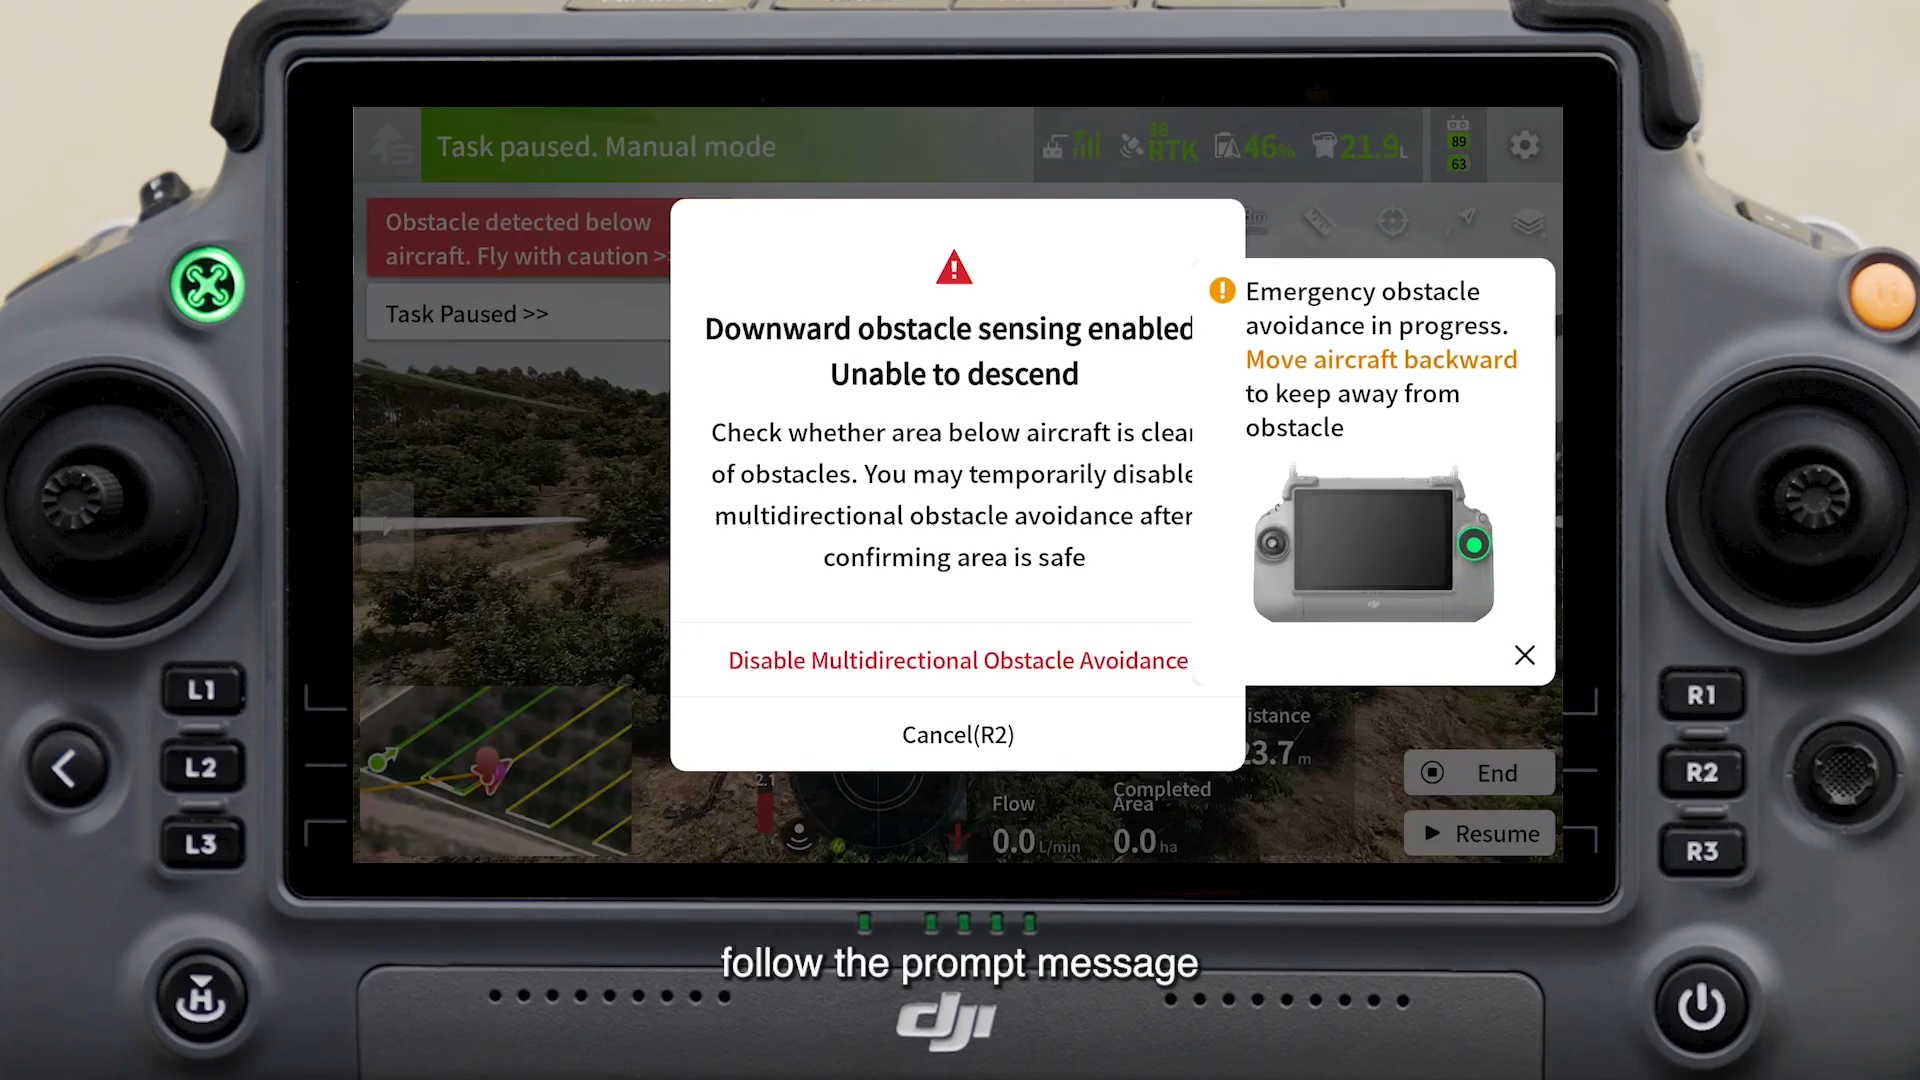 Task paused. Manual mode
38
RTK
46%
21.9L
89
63
Obstacle detected below
aircraft. Fly with caution >
Task Paused >>
Downward obstacle sensing enabled
Unable to descend
Check whether area below aircraft is clear
of obstacles. You may temporarily disable
multidirectional obstacle avoidance after
confirming area is safe
Disable Multidirectional Obstacle Avoidance
Cancel(R2)
Emergency obstacle
avoidance in progress.
Move aircraft backward
to keep away from
obstacle
istance
23.7 m
End
Resume
2.1
Flow
0.0 L/min
Completed
Area
0.0 ha
L1
L2
L3
R1
R2
R3
H
follow the prompt message
dji